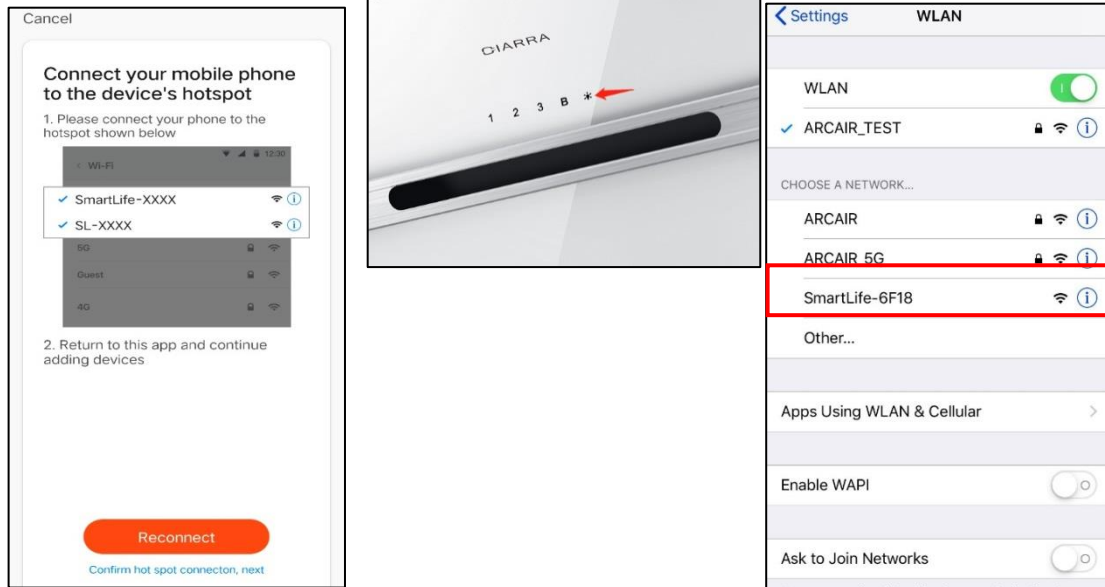 Cancel
Connect your mobile phone
to the device's hotspot
1. Please connect your phone to the
hotspot shown below
12:30
Wi-Fi
SmartLife-XXXX
SL-XXXX
5G
Guest
4G
2. Return to this app and continue
adding devices
Reconnect
Confirm hot spot connecton, next
CIARRA
1 2 3 B *
Settings WLAN
WLAN
ARCAIR_TEST
CHOOSE A NETWORK...
ARCAIR
ARCAIR_5G
SmartLife-6F18
Other...
Apps Using WLAN & Cellular
Enable WAPI
Ask to Join Networks